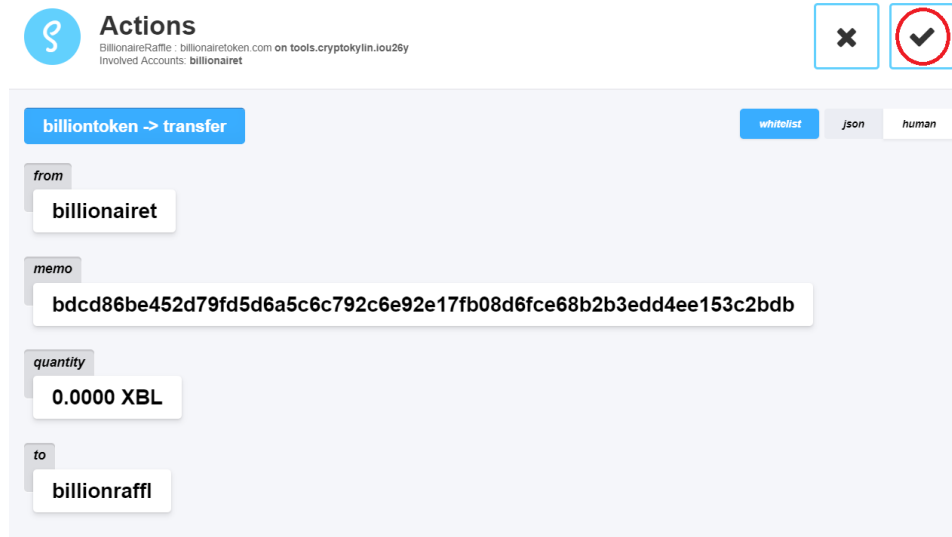 Actions
BillionaireRaffle : billionairetoken.com on tools.cryptokylin.iou26y
Involved Accounts: billionairet
billiontoken -> transfer
whitelist json human
from
billionairet
memo
bdcd86be452d79fd5d6a5c6c792c6e92e17fb08d6fce68b2b3edd4ee153c2bdb
quantity
0.0000 XBL
to
billionraffl